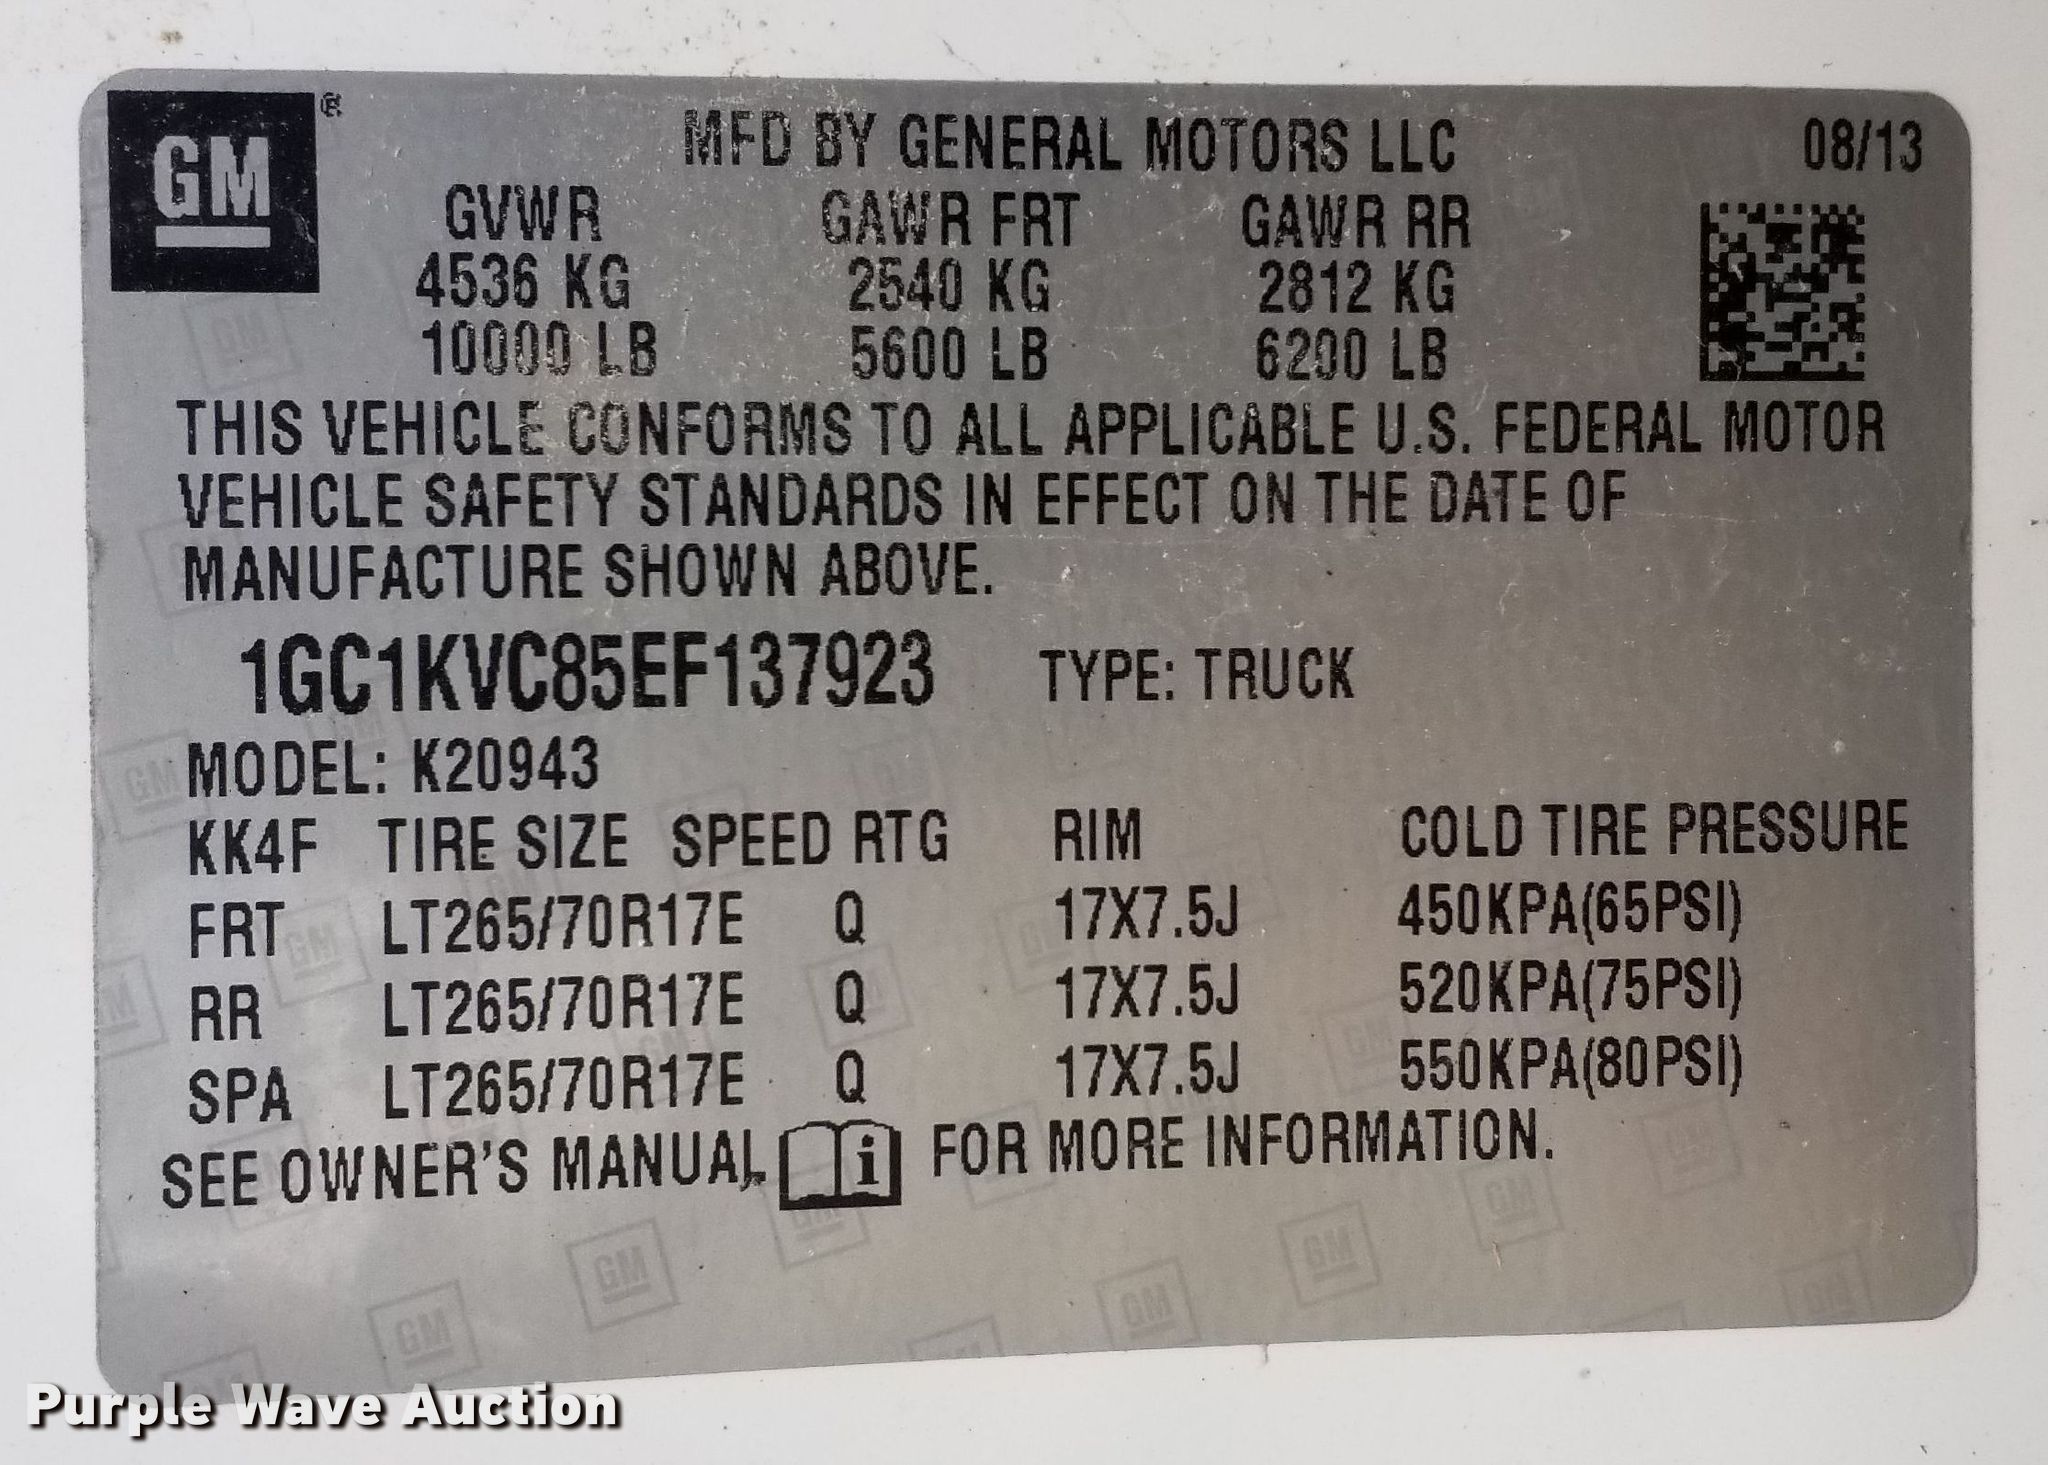 GM®
MFD BY GENERAL MOTORS LLC 08/13
GVWR GAWR FRT GAWR RR
4536 KG 2540 KG 2812 KG
10000 LB 5600 LB 6200 LB
THIS VEHICLE CONFORMS TO ALL APPLICABLE U.S. FEDERAL MOTOR
VEHICLE SAFETY STANDARDS IN EFFECT ON THE DATE OF
MANUFACTURE SHOWN ABOVE.
1GC1KVC85EF137923 TYPE: TRUCK
MODEL: K20943
KK4F TIRE SIZE SPEED RTG RIM COLD TIRE PRESSURE
FRT LT265/70R17E Q 17X7.5J 450KPA(65PSI)
RR LT265/70R17E Q 17X7.5J 520KPA(75PSI)
SPA LT265/70R17E Q 17X7.5J 550KPA(80PSI)
SEE OWNER'S MANUAL i FOR MORE INFORMATION.
Purple Wave Auction